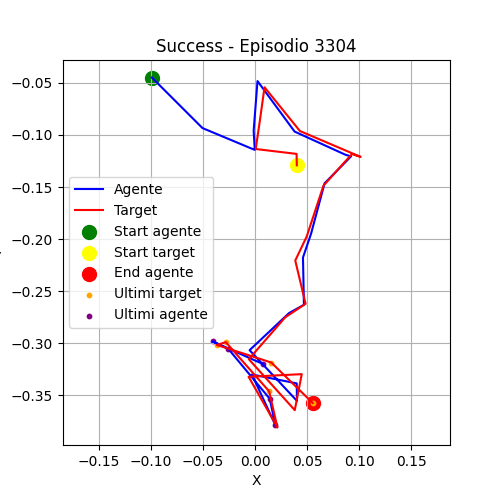 Success - Episodio 3304
−0.05
−0.10
−0.15
−0.20
−0.25
−0.30
−0.35
Agente
Target
Start agente
Start target
End agente
Ultimi target
Ultimi agente
−0.15 −0.10 −0.05 0.00 0.05 0.10 0.15
X